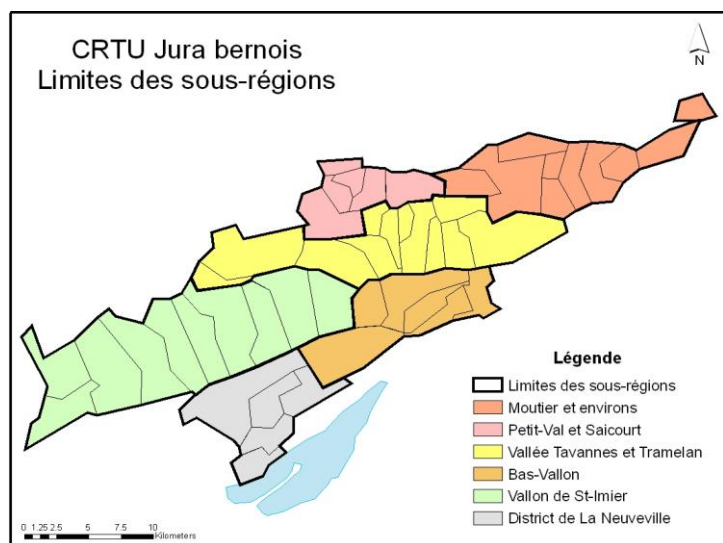 CRTU Jura bernois
Limites des sous-régions
N
Légende
Limites des sous-régions
Moutier et environs
Petit-Val et Saicourt
Vallée Tavannes et Tramelan
Bas-Vallon
Vallon de St-Imier
District de La Neuveville
0 1.25 2.5 5 7.5 10
Kilometers